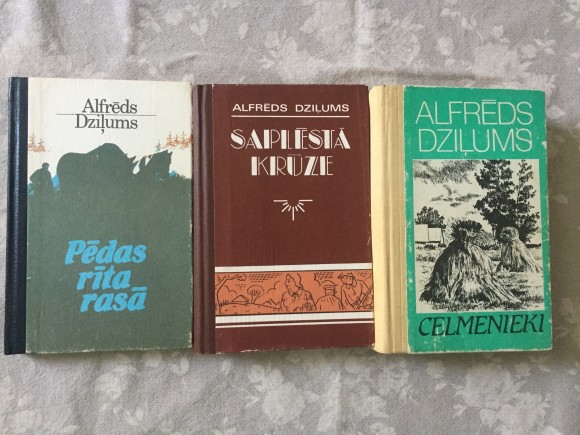 Alfrēds
Dziļums
Pēdas
rīta
rasā
ALFRĒDS DZIĻUMS
SAPLĒSTĀ
KRŪZE
ALFRĒDS
DZIĻUMS
CELMENIEKI